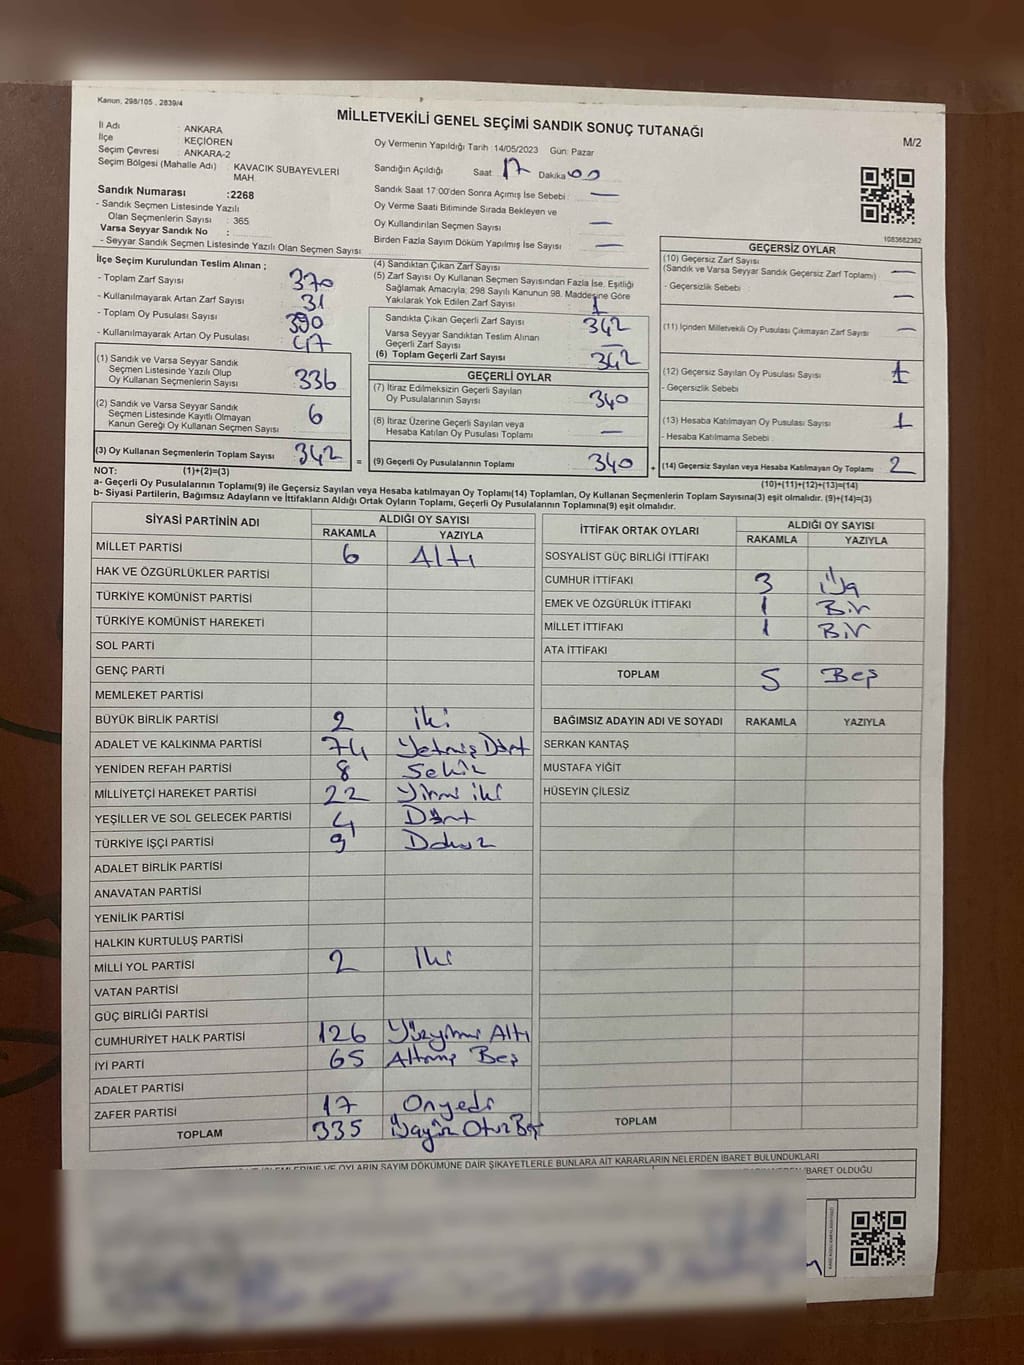 Kanun, 298/105 , 2839/4
MİLLETVEKİLİ GENEL SEÇİMİ SANDIK SONUÇ TUTANAĞI
M/2
İl Adı : ANKARA
İlçe : KEÇİÖREN
Seçim Çevresi : ANKARA-2
Seçim Bölgesi (Mahalle Adı) : KAVACIK SUBAYEVLERİ MAH.
Sandık Numarası :2268
- Sandık Seçmen Listesinde Yazılı
Olan Seçmenlerin Sayısı : 365
Varsa Seyyar Sandık No :
- Seyyar Sandık Seçmen Listesinde Yazılı Olan Seçmen Sayısı
Oy Vermenin Yapıldığı Tarih :14/05/2023 Gün: Pazar
Sandığın Açıldığı Saat 17 Dakika 00
Sandık Saat 17:00'den Sonra Açımış İse Sebebi : —
Oy Verme Saati Bitiminde Sırada Bekleyen ve
Oy Kullandırılan Seçmen Sayısı —
Birden Fazla Sayım Döküm Yapılmış İse Sayısı —
1083682362
İlçe Seçim Kurulundan Teslim Alınan ;
- Toplam Zarf Sayısı 370
- Kullanılmayarak Artan Zarf Sayısı 31
- Toplam Oy Pusulası Sayısı 390
- Kullanılmayarak Artan Oy Pusulası 47
(1) Sandık ve Varsa Seyyar Sandık
Seçmen Listesinde Yazılı Olup
Oy Kullanan Seçmenlerin Sayısı 336
(2) Sandık ve Varsa Seyyar Sandık
Seçmen Listesinde Kayıtlı Olmayan
Kanun Gereği Oy Kullanan Seçmen Sayısı 6
(3) Oy Kullanan Seçmenlerin Toplam Sayısı 342
(4) Sandıktan Çıkan Zarf Sayısı
(5) Zarf Sayısı Oy Kullanan Seçmen Sayısından Fazla İse, Eşitliği
Sağlamak Amacıyla, 298 Sayılı Kanunun 98. Maddesine Göre
Yakılarak Yok Edilen Zarf Sayısı 1
Sandıkta Çıkan Geçerli Zarf Sayısı 342
Varsa Seyyar Sandıktan Teslim Alınan
Geçerli Zarf Sayısı —
(6) Toplam Geçerli Zarf Sayısı 342
GEÇERLİ OYLAR
(7) İtiraz Edilmeksizin Geçerli Sayılan
Oy Pusulalarının Sayısı 340
(8) İtiraz Üzerine Geçerli Sayılan veya
Hesaba Katılan Oy Pusulası Toplamı —
= (9) Geçerli Oy Pusulalarının Toplamı 340
GEÇERSİZ OYLAR
(10) Geçersiz Zarf Sayısı
(Sandık ve Varsa Seyyar Sandık Geçersiz Zarf Toplamı) —
- Geçersizlik Sebebi : —
(11) İçinden Milletvekili Oy Pusulası Çıkmayan Zarf Sayısı —
(12) Geçersiz Sayılan Oy Pusulası Sayısı 1
- Geçersizlik Sebebi
(13) Hesaba Katılmayan Oy Pusulası Sayısı 1
- Hesaba Katılmama Sebebi :
+ (14) Geçersiz Sayılan veya Hesaba Katılmayan Oy Toplamı 2
NOT: (1)+(2)=(3)
(10)+(11)+(12)+(13)=(14)
a- Geçerli Oy Pusulalarının Toplamı(9) ile Geçersiz Sayılan veya Hesaba katılmayan Oy Toplamı(14) Toplamları, Oy Kullanan Seçmenlerin Toplam Sayısına(3) eşit olmalıdır. (9)+(14)=(3)
b- Siyasi Partilerin, Bağımsız Adayların ve İttifakların Aldığı Ortak Oyların Toplamı, Geçerli Oy Pusulalarının Toplamına(9) eşit olmalıdır.
SİYASİ PARTİNİN ADI ALDIĞI OY SAYISI
RAKAMLA YAZIYLA
MİLLET PARTİSİ 6 Altı
HAK VE ÖZGÜRLÜKLER PARTİSİ
TÜRKİYE KOMÜNİST PARTİSİ
TÜRKİYE KOMÜNİST HAREKETİ
SOL PARTİ
GENÇ PARTİ
MEMLEKET PARTİSİ
BÜYÜK BİRLİK PARTİSİ 2 iki
ADALET VE KALKINMA PARTİSİ 74 Yetmiş Dört
YENİDEN REFAH PARTİSİ 8 Sekiz
MİLLİYETÇİ HAREKET PARTİSİ 22 Yirmi iki
YEŞİLLER VE SOL GELECEK PARTİSİ 4 Dört
TÜRKİYE İŞÇİ PARTİSİ 9 Dokuz
ADALET BİRLİK PARTİSİ
ANAVATAN PARTİSİ
YENİLİK PARTİSİ
HALKIN KURTULUŞ PARTİSİ
MİLLİ YOL PARTİSİ 2 İki
VATAN PARTİSİ
GÜÇ BİRLİĞİ PARTİSİ
CUMHURİYET HALK PARTİSİ 126 Yüzyirmi Altı
İYİ PARTİ 65 Altmış Beş
ADALET PARTİSİ
ZAFER PARTİSİ 17 Onyedi
TOPLAM 335 Üçyüz Otuz Beş
İTTİFAK ORTAK OYLARI ALDIĞI OY SAYISI
RAKAMLA YAZIYLA
SOSYALİST GÜÇ BİRLİĞİ İTTİFAKI
CUMHUR İTTİFAKI 3 Üç
EMEK VE ÖZGÜRLÜK İTTİFAKI 1 Bir
MİLLET İTTİFAKI 1 Bir
ATA İTTİFAKI
TOPLAM 5 Beş
BAĞIMSIZ ADAYIN ADI VE SOYADI RAKAMLA YAZIYLA
SERKAN KANTAŞ
MUSTAFA YİĞİT
HÜSEYİN ÇİLESİZ
TOPLAM
İŞLEMLERİNE VE OYLARIN SAYIM DÖKÜMÜNE DAİR ŞİKAYETLERLE BUNLARA AİT KARARLARIN NELERDEN İBARET BULUNDUKLARI
İBARET OLDUĞU